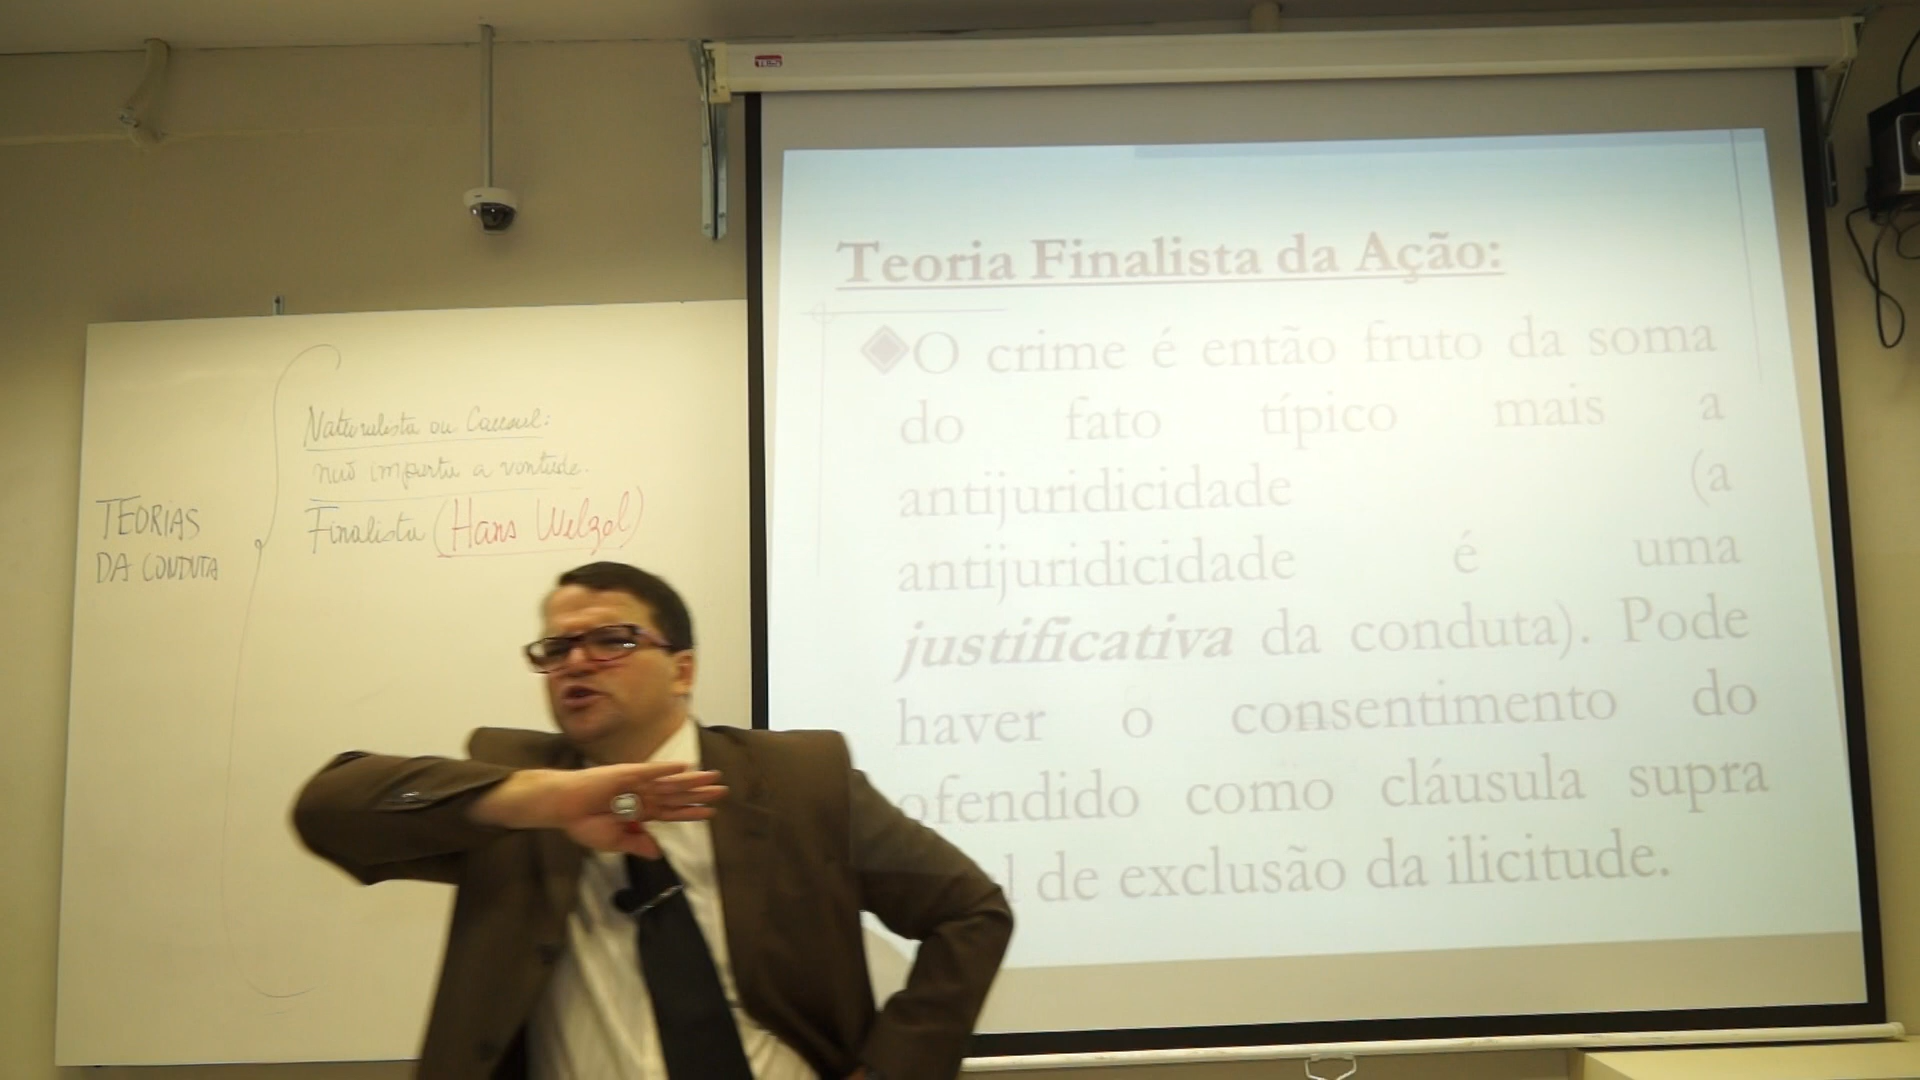 TEORIAS
DA CONDUTA
Naturalista ou Causal:
não importa a vontade.
Finalista (Hans Welzel)
Teoria Finalista da Ação:
O crime é então fruto da soma
do fato típico mais a
antijuridicidade (a
antijuridicidade é uma
justificativa da conduta). Pode
haver o consentimento do
ofendido como cláusula supra
de exclusão da ilicitude.